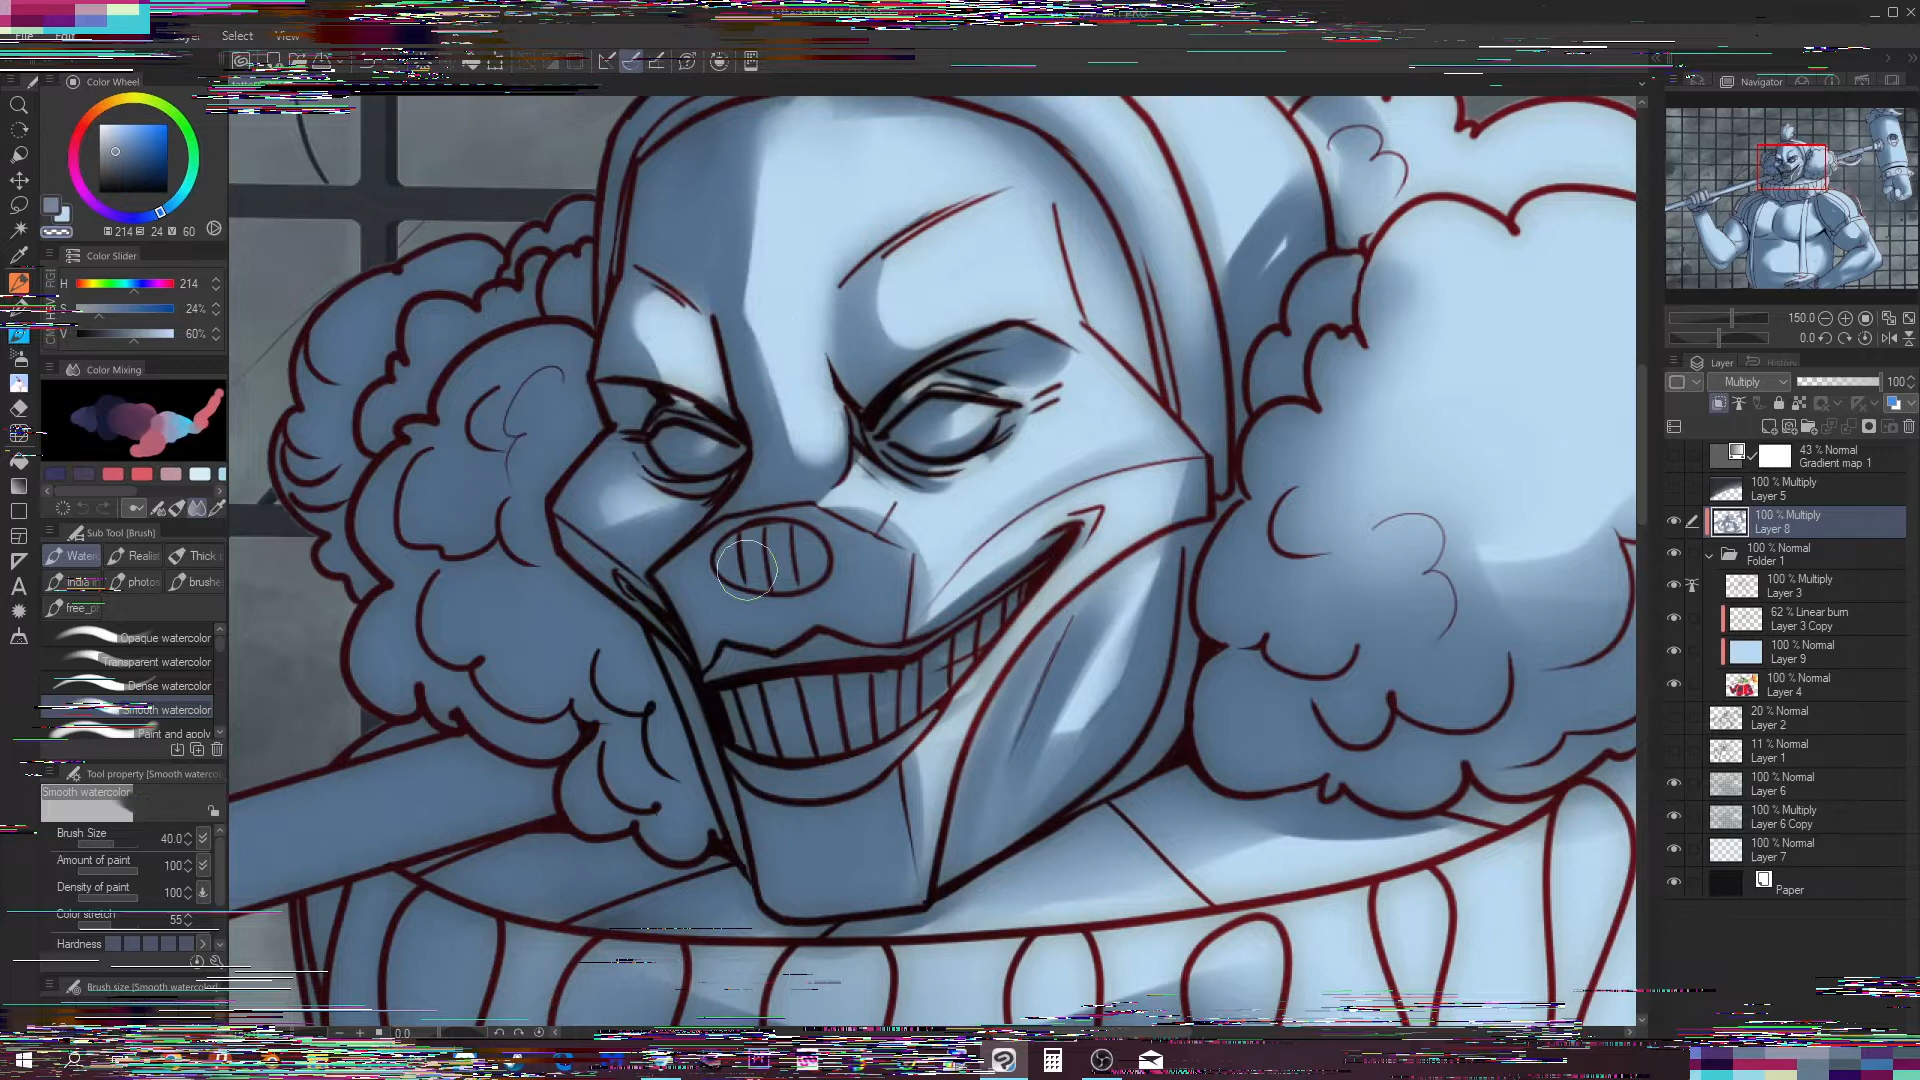 File Edit
Select
View
Color Wheel
Navigator
214 S 24 V 60
Color Slider
H 214
S 24%
V 60%
150.0
0.0
Layer History
Color Mixing
Multiply 100
43 % Normal
Gradient map 1
100 % Multiply
Layer 5
100 % Multiply
Layer 8
100 % Normal
Folder 1
100 % Multiply
Layer 3
62 % Linear burn
Layer 3 Copy
100 % Normal
Layer 9
100 % Normal
Layer 4
20 % Normal
Layer 2
11 % Normal
Layer 1
100 % Normal
Layer 6
100 % Multiply
Layer 6 Copy
100 % Normal
Layer 7
Paper
Sub Tool [Brush]
Waterc Realist Thick
india photos brushe
Opaque watercolor
Transparent watercolor
Dense watercolor
Smooth watercolor
Paint and apply
Tool property [Smooth waterco
Smooth watercolor
Brush Size 40.0
Amount of paint 100
Density of paint 100
Color stretch 55
Hardness
Brush size [Smooth watercolor]
0.0